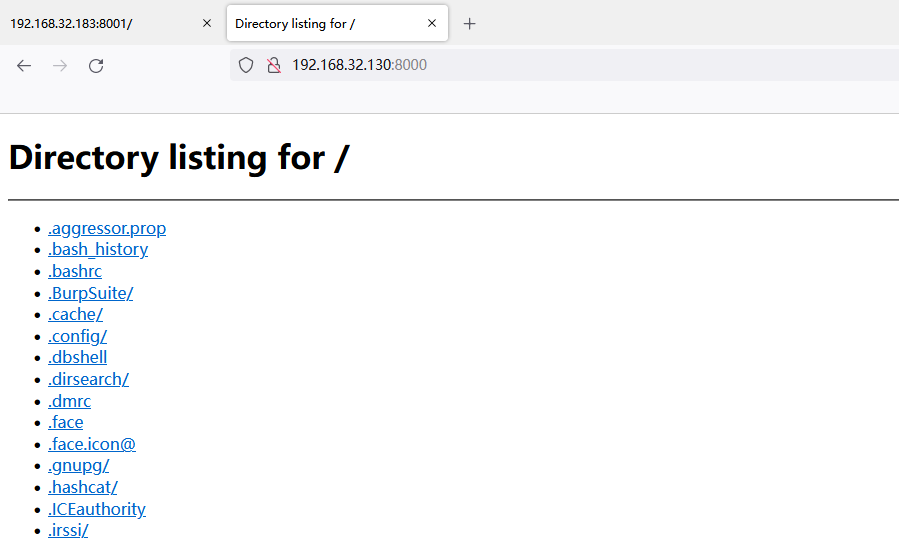 192.168.32.183:8001/
Directory listing for /
192.168.32.130:8000
Directory listing for /
.aggressor.prop
.bash_history
.bashrc
.BurpSuite/
.cache/
.config/
.dbshell
.dirsearch/
.dmrc
.face
.face.icon@
.gnupg/
.hashcat/
.ICEauthority
.irssi/